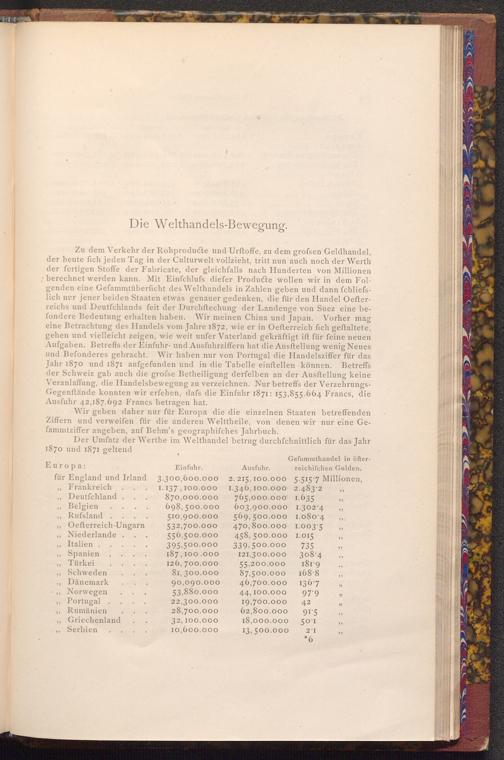 Die Welthandels-Bewegung.
Zu dem Verkehr der Rohproducte und Urstoffe, zu dem grofsen Geldhandel,
der heute sich jeden Tag in der Culturwelt vollzieht, tritt nun auch noch der Werth
der fertigen Stoffe der Fabricate, der gleichfalls nach Hunderten von Millionen
berechnet werden kann. Mit Einschlufs dieser Producte wollen wir in dem Fol-
genden eine Gesammtübersicht des Welthandels in Zahlen geben und dann schliefs-
lich nur jener beiden Staaten etwas genauer gedenken, die für den Handel Oester-
reichs und Deutschlands seit der Durchstechung der Landenge von Suez eine be-
sondere Bedeutung erhalten haben. Wir meinen China und Japan. Vorher mag
eine Betrachtung des Handels vom Jahre 1872, wie er in Oesterreich sich gestaltete,
gehen und vielleicht zeigen, wie weit unser Vaterland gekräftigt ist für seine neuen
Aufgaben. Betreffs der Einfuhr- und Ausfuhrziffern hat die Ausstellung wenig Neues
und Besonderes gebracht. Wir haben nur von Portugal die Handelsziffer für das
Jahr 1870 und 1871 aufgefunden und in die Tabelle einstellen können. Betreffs
der Schweiz gab auch die grofse Betheiligung derselben an der Ausstellung keine
Veranlassung, die Handelsbewegung zu verzeichnen. Nur betreffs der Verzehrungs-
Gegenstände konnten wir ersehen, dafs die Einfuhr 1871: 153,855.664 Francs, die
Ausfuhr 42,187.692 Francs betragen hat.
Wir geben daher nur für Europa die die einzelnen Staaten betreffenden
Ziffern und verweisen für die anderen Welttheile, von denen wir nur eine Ge-
sammtziffer angeben, auf Behm's geographisches Jahrbuch.
Der Umsatz der Werthe im Welthandel betrug durchschnittlich für das Jahr
1870 und 1871 geltend
Gesammthandel in öster-
Europa: Einfuhr. Ausfuhr. reichischen Gulden.
für England und Irland 3.300,600.000 2.215,100.000 5.515·7 Millionen,
„ Frankreich . . . 1.137,100.000 1.346,100.000 2.483·2 „
„ Deutschland . . . 870,000.000 765,000.000 1.635 „
„ Belgien . . . . 698,500.000 603,900.000 1.302·4 „
„ Rufsland . . . . 510,900.000 569,500.000 1.080·4 „
„ Oesterreich-Ungarn 532,700.000 470,800.000 1.003·5 „
„ Niederlande . . . 556,500.000 458,500.000 1.015 „
„ Italien . . . . . 395,500.000 339,500.000 735 „
„ Spanien . . . . 187,100.000 121,300.000 308·4 „
„ Türkei . . . . 126,700.000 55,200.000 181·9 „
„ Schweden . . . 81,300.000 87,500.000 168·8 „
„ Dänemark . . . 90,090.000 46,700.000 136·7 „
„ Norwegen . . . 53,880.000 44,100.000 97·9 „
„ Portugal . . . . 22,300.000 19,700.000 42 „
„ Rumänien . . . 28,700.000 62,800.000 91·5 „
„ Griechenland . . 32,100.000 18,000.000 50·1 „
„ Serbien . . . . 10,600.000 13,500.000 2·1 „
*6